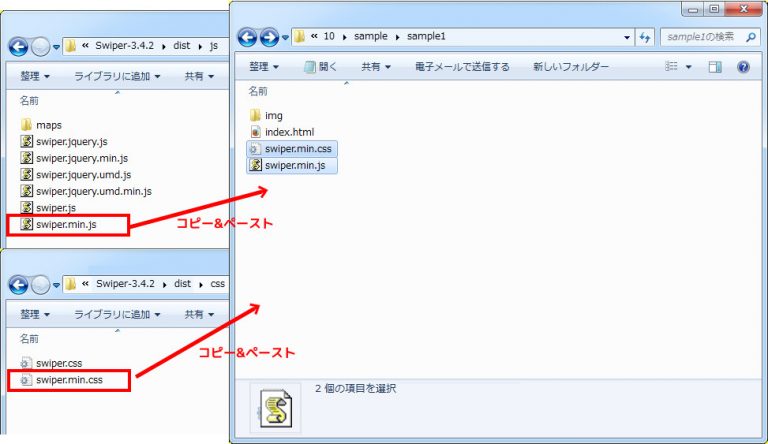 « Swiper-3.4.2 ▸ dist ▸ js
整理 ▼ ライブラリに追加 ▼ 共有 ▼
名前
maps
swiper.jquery.js
swiper.jquery.min.js
swiper.jquery.umd.js
swiper.jquery.umd.min.js
swiper.js
swiper.min.js
コピー&ペースト
« Swiper-3.4.2 ▸ dist ▸ css
整理 ▼ ライブラリに追加 ▼ 共有 ▼
名前
swiper.css
swiper.min.css
コピー&ペースト
« 10 ▸ sample ▸ sample1
sample1の検索
整理 ▼ 開く 共有 ▼ 電子メールで送信する 新しいフォルダー
名前
img
index.html
swiper.min.css
swiper.min.js
2 個の項目を選択